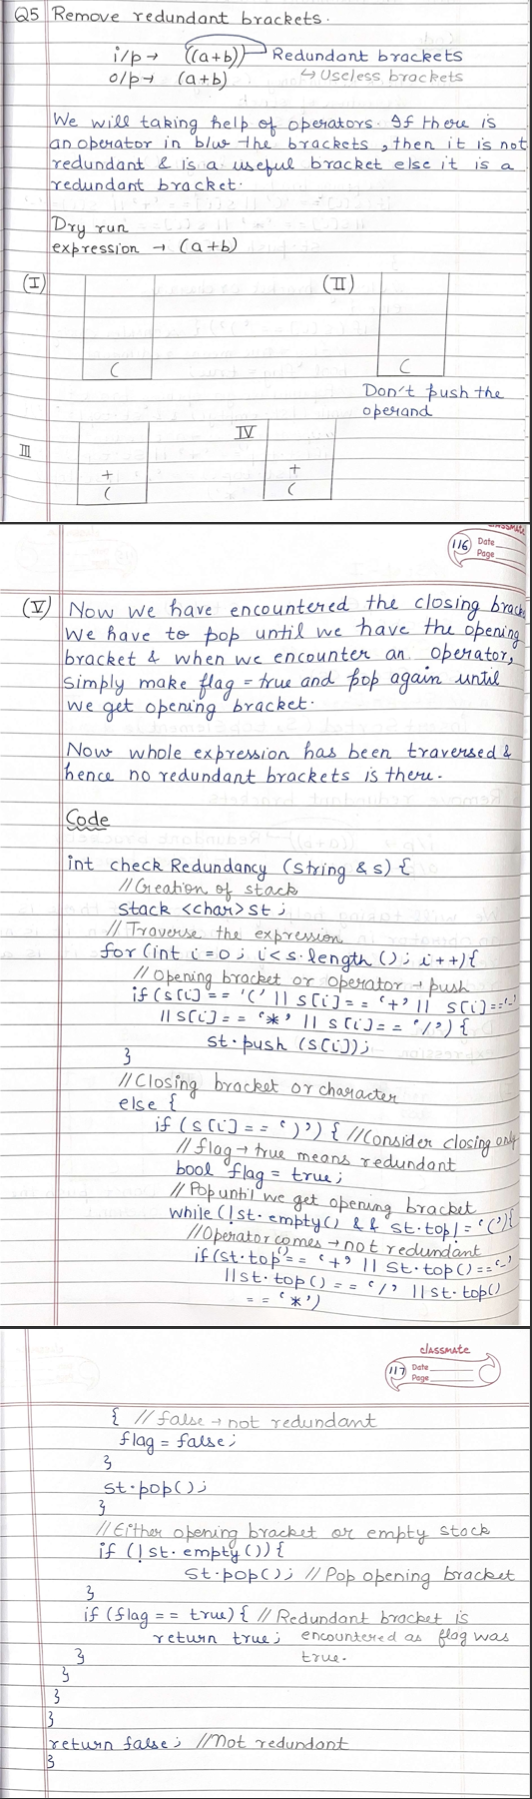 Q5 Remove redundant brackets.
i/p → ((a+b)) Redundant brackets
o/p → (a+b) ↳ Useless brackets
We will taking help of operators. If there is
an operator in b/w the brackets, then it is not
redundant & is a useful bracket else it is a
redundant bracket.
Dry run
expression → (a+b)
(I) (II)
( (
Don't push the
operand
III IV
+ +
( (
classmate
116 Date
Page
(V) Now we have encountered the closing brack
We have to pop until we have the opening
bracket & when we encounter an operator,
simply make flag = true and pop again until
we get opening bracket.
Now whole expression has been traversed &
hence no redundant brackets is there.
Code
int check Redundancy (string &s) {
//Creation of stack
stack <char> st;
// Traverse the expression
for (int i=0; i<s.length (); i++){
// Opening bracket or operator → push
if (s[i] == '(' || s[i] == '+' || s[i] == '-'
|| s[i] == '*' || s[i] == '/') {
st.push (s[i]);
}
//Closing bracket or character
else {
if (s[i] == ')') { //Consider closing only
// flag → true means redundant
bool flag = true;
// Pop until we get opening bracket
while (!st.empty() && st.top != '('){
//Operator comes → not redundant
if (st.top() == '+' || st.top() == '-'
|| st.top() == '/' || st.top()
== '*')
classmate
117 Date
Page
{ // false → not redundant
flag = false;
}
st.pop();
}
//Either opening bracket or empty stack
if (!st.empty()) {
st.pop(); // Pop opening bracket
}
if (flag == true) { // Redundant bracket is
return true; encountered as flag was
} true.
}
}
}
return false; //Not redundant
}